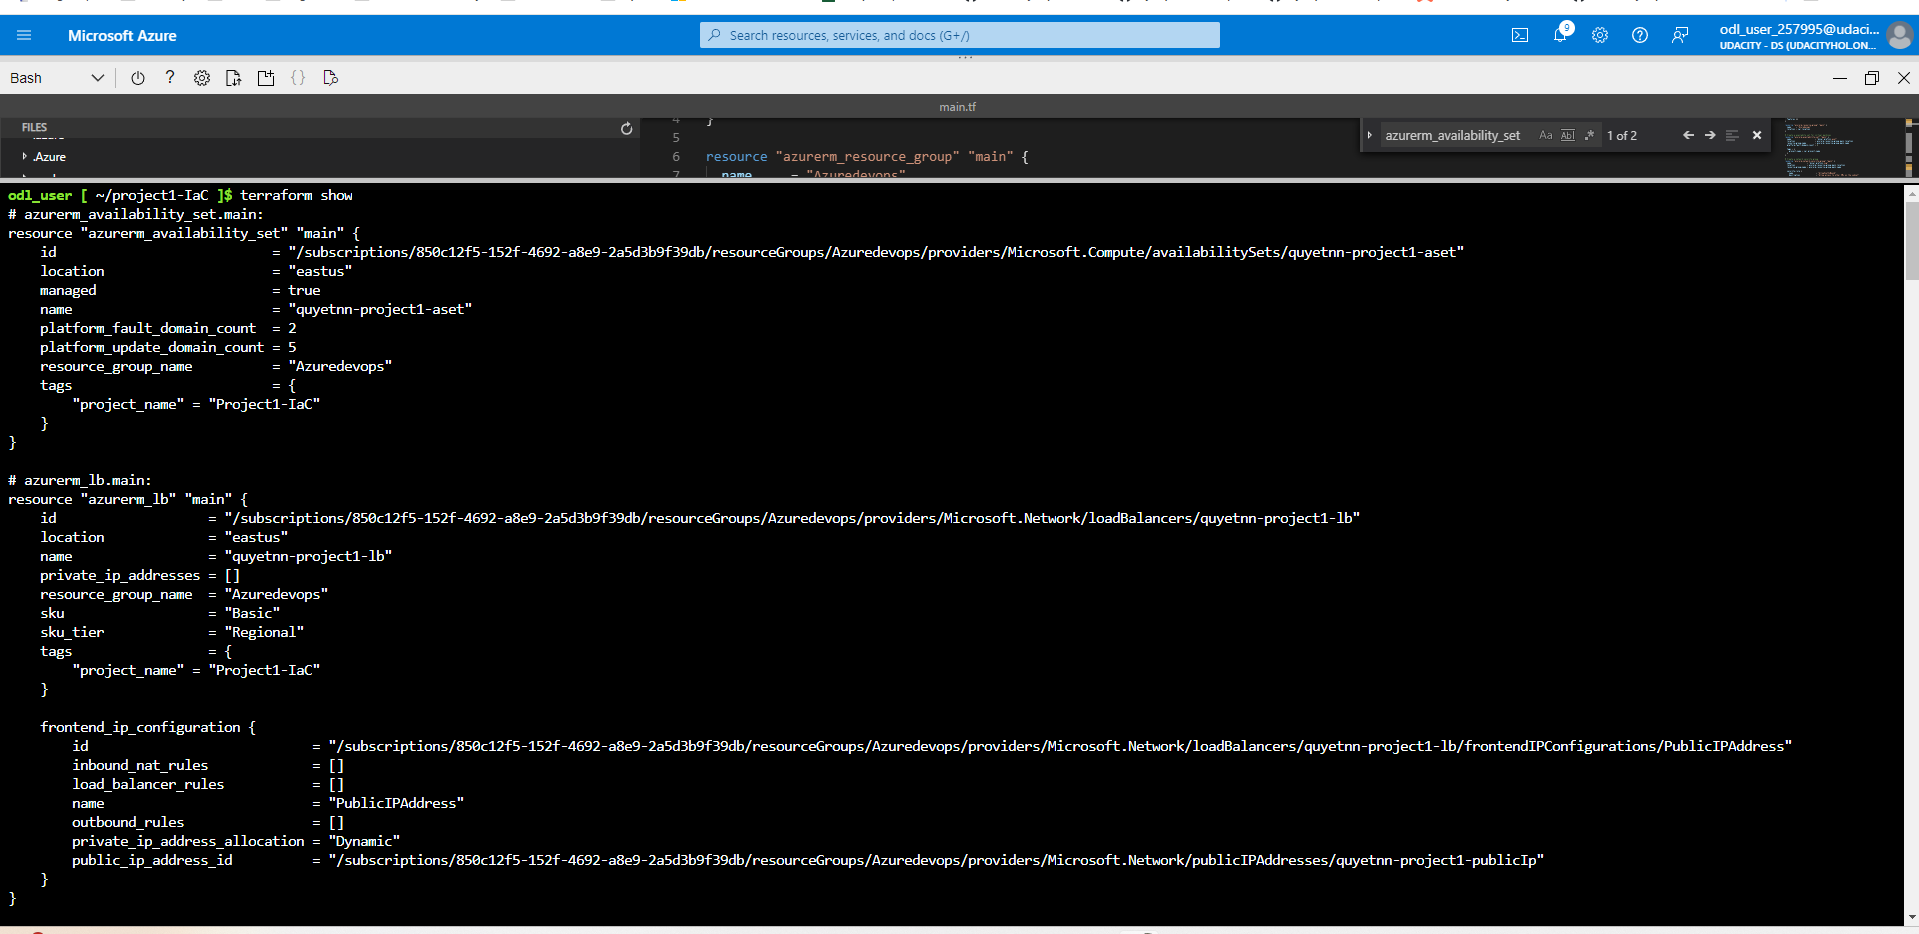 Microsoft Azure
Search resources, services, and docs (G+/)
9
odl_user_257995@udaci...
UDACITY - DS (UDACITYHOL.ON...
Bash
?
{}
main.tf
FILES
.Azure
4 }
5
6 resource "azurerm_resource_group" "main" {
7 name = "Azuredevops"
azurerm_availability_set Aa Abl .* 1 of 2
odl_user [ ~/project1-IaC ]$ terraform show
# azurerm_availability_set.main:
resource "azurerm_availability_set" "main" {
    id                           = "/subscriptions/850c12f5-152f-4692-a8e9-2a5d3b9f39db/resourceGroups/Azuredevops/providers/Microsoft.Compute/availabilitySets/quyetnn-project1-aset"
    location                     = "eastus"
    managed                      = true
    name                         = "quyetnn-project1-aset"
    platform_fault_domain_count  = 2
    platform_update_domain_count = 5
    resource_group_name          = "Azuredevops"
    tags                         = {
        "project_name" = "Project1-IaC"
    }
}
# azurerm_lb.main:
resource "azurerm_lb" "main" {
    id                   = "/subscriptions/850c12f5-152f-4692-a8e9-2a5d3b9f39db/resourceGroups/Azuredevops/providers/Microsoft.Network/loadBalancers/quyetnn-project1-lb"
    location             = "eastus"
    name                 = "quyetnn-project1-lb"
    private_ip_addresses = []
    resource_group_name  = "Azuredevops"
    sku                  = "Basic"
    sku_tier             = "Regional"
    tags                 = {
        "project_name" = "Project1-IaC"
    }
    frontend_ip_configuration {
        id                            = "/subscriptions/850c12f5-152f-4692-a8e9-2a5d3b9f39db/resourceGroups/Azuredevops/providers/Microsoft.Network/loadBalancers/quyetnn-project1-lb/frontendIPConfigurations/PublicIPAddress"
        inbound_nat_rules             = []
        load_balancer_rules           = []
        name                          = "PublicIPAddress"
        outbound_rules                = []
        private_ip_address_allocation = "Dynamic"
        public_ip_address_id          = "/subscriptions/850c12f5-152f-4692-a8e9-2a5d3b9f39db/resourceGroups/Azuredevops/providers/Microsoft.Network/publicIPAddresses/quyetnn-project1-publicIp"
    }
}